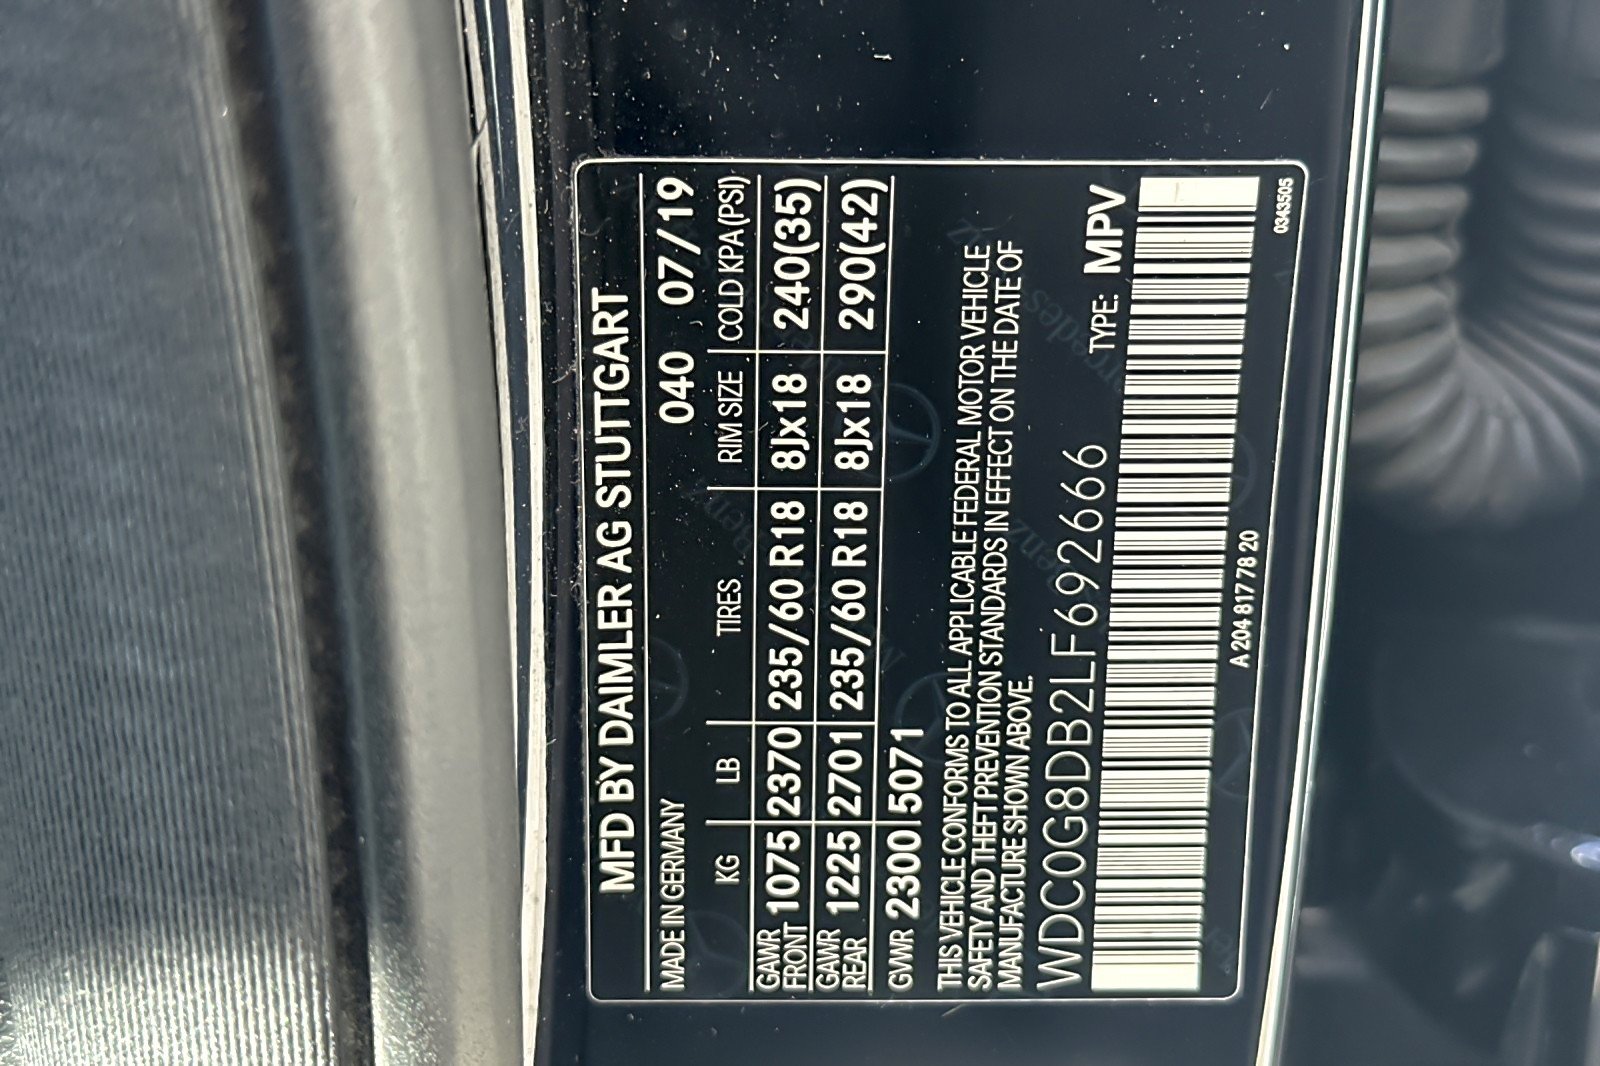 MFD BY DAIMLER AG STUTTGART
MADE IN GERMANY 040 07/19
KG LB TIRES RIM SIZE COLD KPA (PSI)
GAWR FRONT 1075 2370 235/60 R18 8Jx18 240(35)
GAWR REAR 1225 2701 235/60 R18 8Jx18 290(42)
GVWR 2300 5071
THIS VEHICLE CONFORMS TO ALL APPLICABLE FEDERAL MOTOR VEHICLE
SAFETY AND THEFT PREVENTION STANDARDS IN EFFECT ON THE DATE OF
MANUFACTURE SHOWN ABOVE.
WDC0G8DB2LF692666 TYPE: MPV
A 204 817 78 20 0343505